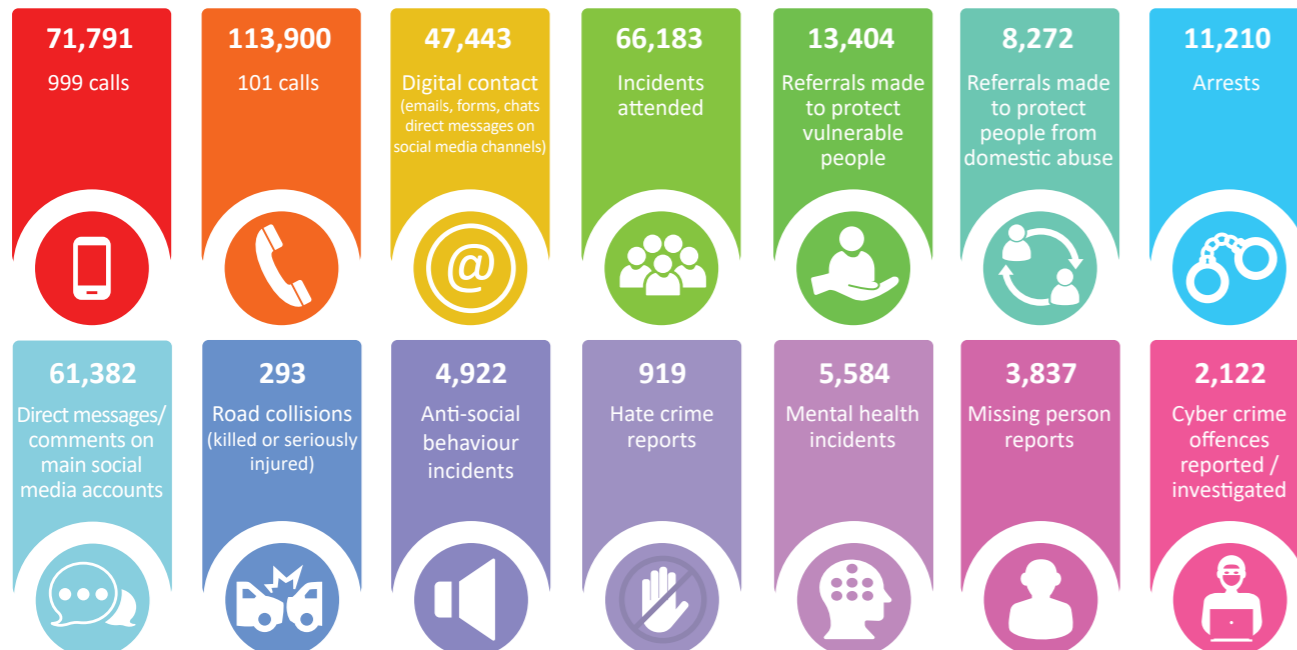 71,791
999 calls
113,900
101 calls
47,443
Digital contact
(emails, forms, chats
direct messages on
social media channels)
@
66,183
Incidents
attended
13,404
Referrals made
to protect
vulnerable
people
8,272
Referrals made
to protect
people from
domestic abuse
11,210
Arrests
61,382
Direct messages/
comments on
main social
media accounts
293
Road collisions
(killed or seriously
injured)
4,922
Anti-social
behaviour
incidents
919
Hate crime
reports
5,584
Mental health
incidents
3,837
Missing person
reports
2,122
Cyber crime
offences
reported /
investigated